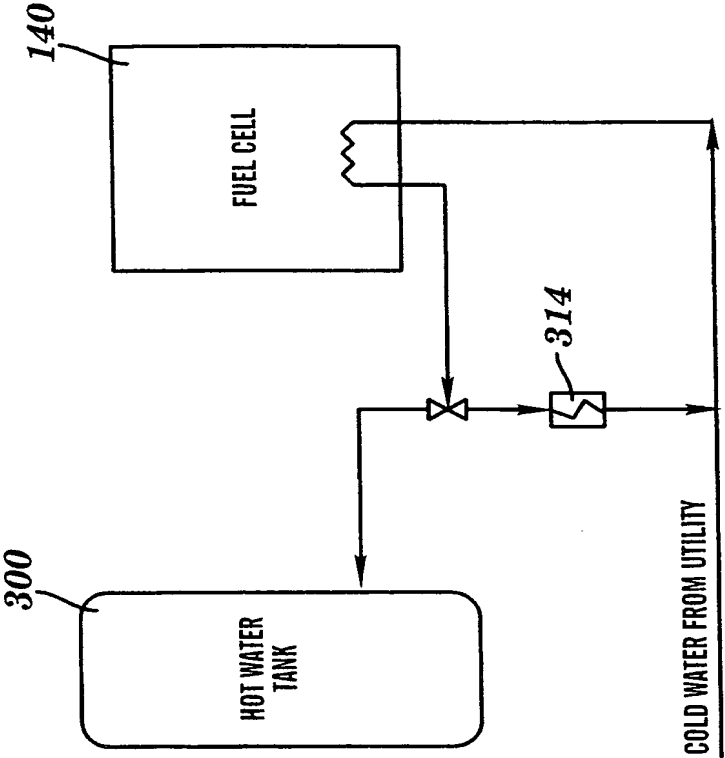 140
FUEL CELL
314
300
HOT WATER
TANK
COLD WATER FROM UTILITY